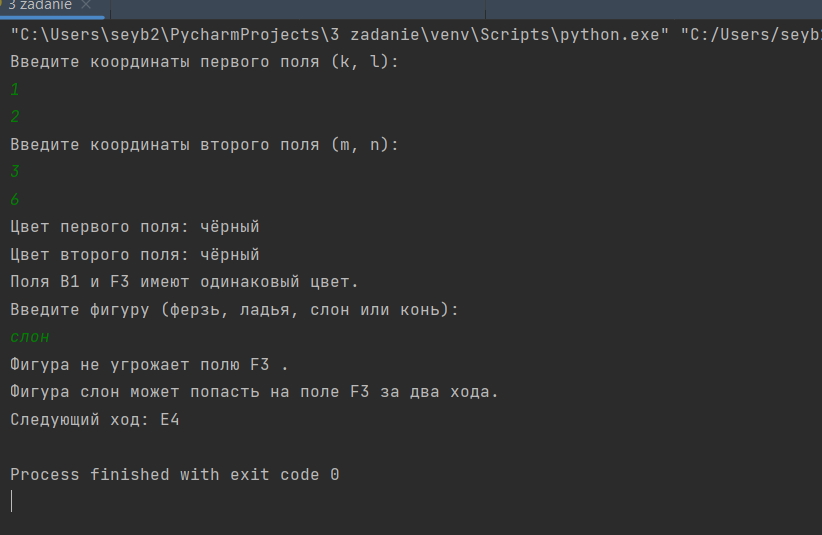 3 zadanie
"C:\Users\seyb2\PycharmProjects\3 zadanie\venv\Scripts\python.exe" "C:/Users/seyb2
Введите координаты первого поля (k, l):
1
2
Введите координаты второго поля (m, n):
3
6
Цвет первого поля: чёрный
Цвет второго поля: чёрный
Поля B1 и F3 имеют одинаковый цвет.
Введите фигуру (ферзь, ладья, слон или конь):
слон
Фигура не угрожает полю F3 .
Фигура слон может попасть на поле F3 за два хода.
Следующий ход: E4
Process finished with exit code 0